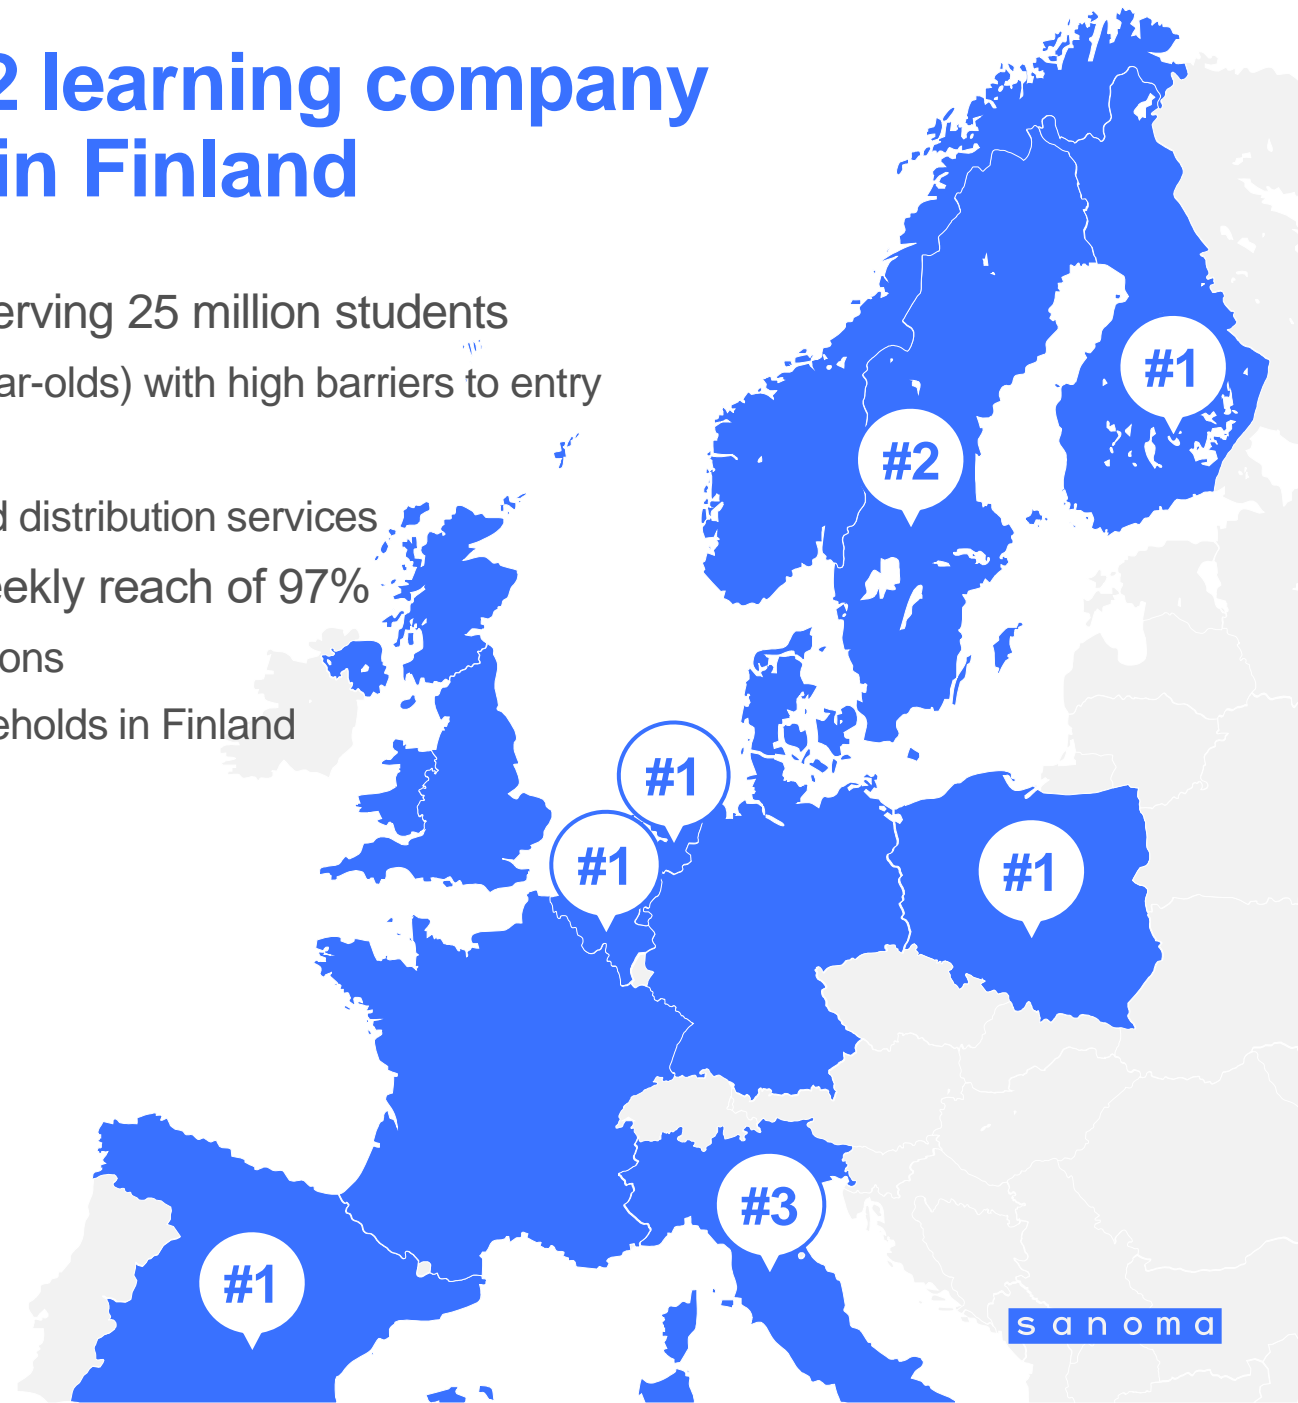 2 learning company
in Finland
erving 25 million students
ar-olds) with high barriers to entry
d distribution services
eekly reach of 97%
ons
eholds in Finland
#1
#2
#1
#1
#1
#3
#1
sanoma